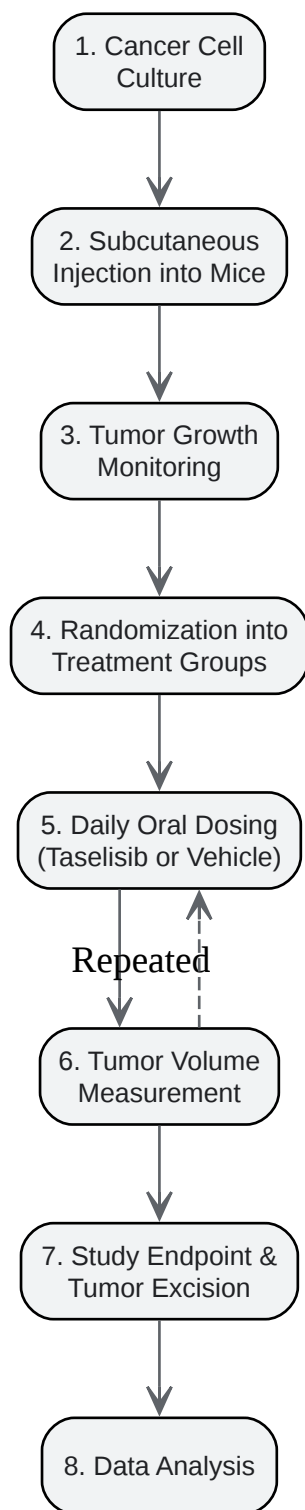 1. Cancer Cell
Culture
2. Subcutaneous
Injection into Mice
3. Tumor Growth
Monitoring
4. Randomization into
Treatment Groups
5. Daily Oral Dosing
(Taselisib or Vehicle)
Repeated
6. Tumor Volume
Measurement
7. Study Endpoint &
Tumor Excision
8. Data Analysis